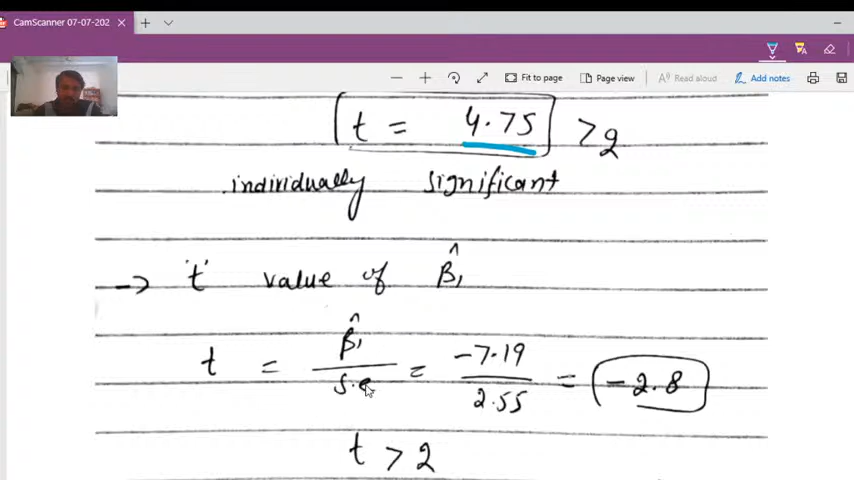 CamScanner 07-07-202
Fit to page
Page view
Read aloud
Add notes
t = 4.75 > 2
individually significant
→ 't' value of β̂₁
t = β̂₁ / s.e = -7.19 / 2.55 = -2.8
t > 2